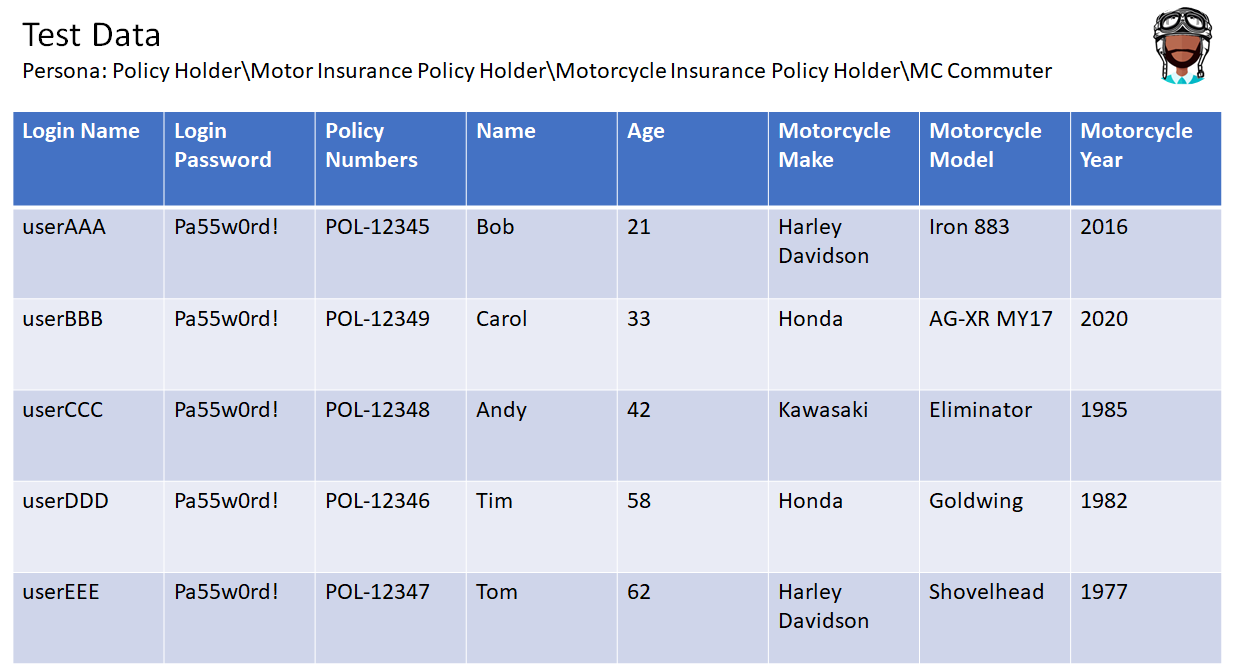 Test Data
Persona: Policy Holder\Motor Insurance Policy Holder\Motorcycle Insurance Policy Holder\MC Commuter
Login Name Login Password Policy Numbers Name Age Motorcycle Make Motorcycle Model Motorcycle Year
userAAA Pa55w0rd! POL-12345 Bob 21 Harley Davidson Iron 883 2016
userBBB Pa55w0rd! POL-12349 Carol 33 Honda AG-XR MY17 2020
userCCC Pa55w0rd! POL-12348 Andy 42 Kawasaki Eliminator 1985
userDDD Pa55w0rd! POL-12346 Tim 58 Honda Goldwing 1982
userEEE Pa55w0rd! POL-12347 Tom 62 Harley Davidson Shovelhead 1977